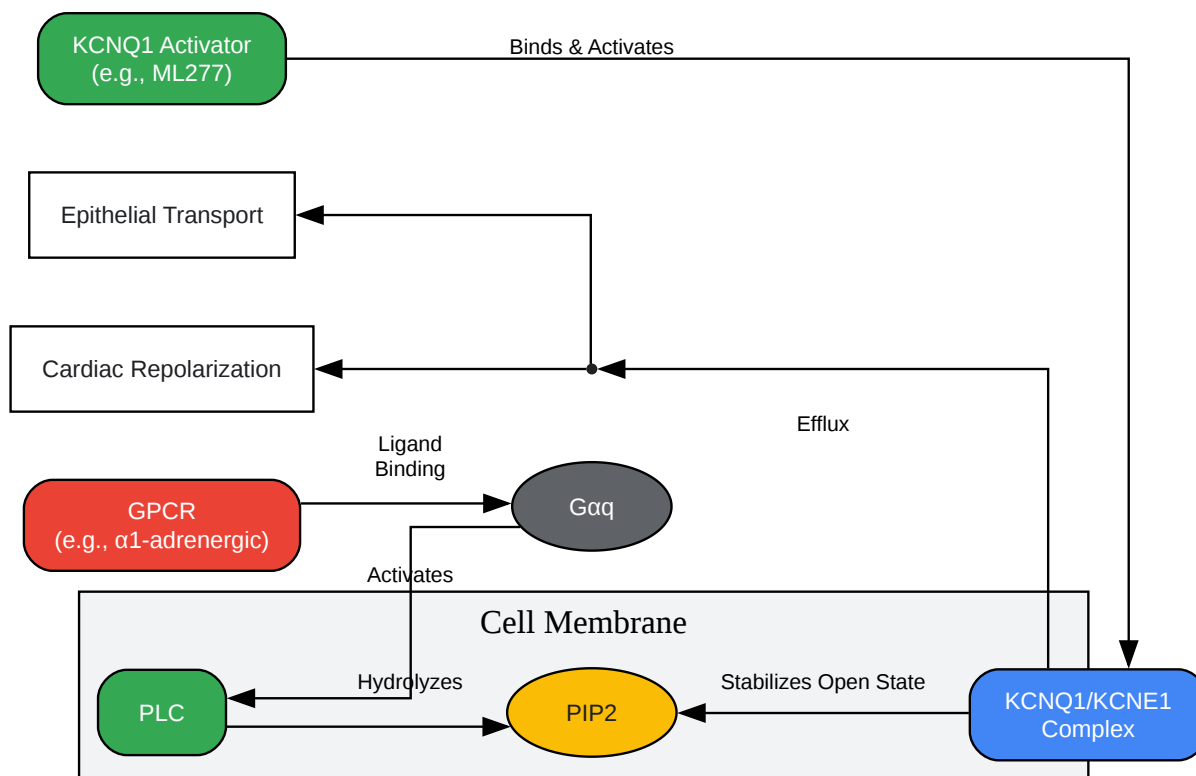 KCNQ1 Activator
(e.g., ML277)
Binds & Activates
Epithelial Transport
Cardiac Repolarization
Efflux
Ligand
Binding
GPCR
(e.g., α1-adrenergic)
Gαq
Activates
Cell Membrane
Hydrolyzes
Stabilizes Open State
PLC
PIP2
KCNQ1/KCNE1
Complex